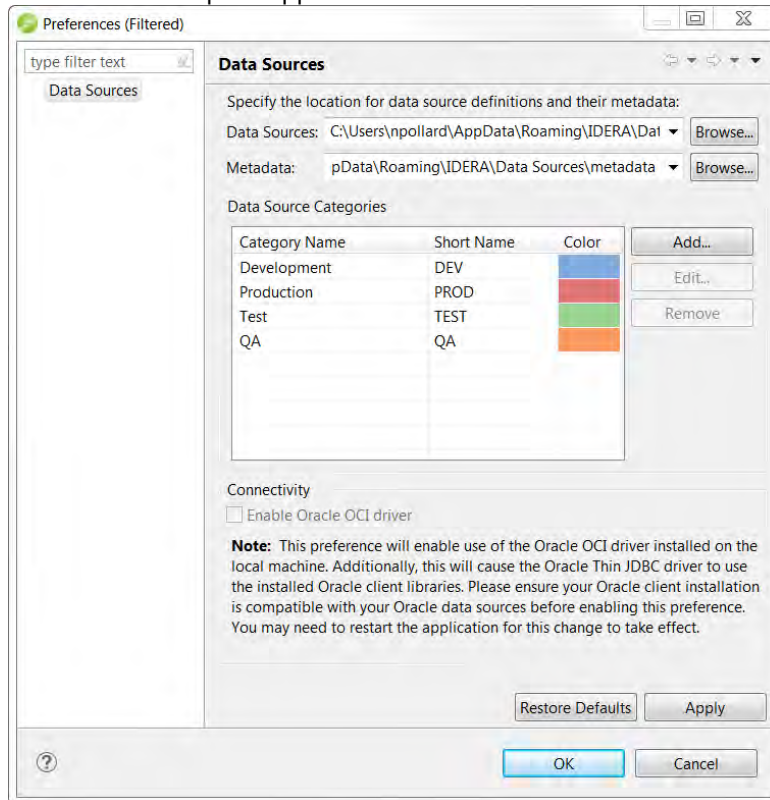 Preferences (Filtered)
type filter text
Data Sources
Data Sources
Specify the location for data source definitions and their metadata:
Data Sources: C:\Users\npollard\AppData\Roaming\IDERA\Dat Browse...
Metadata: pData\Roaming\IDERA\Data Sources\metadata Browse...
Data Source Categories
Category Name Short Name Color Add...
Development DEV Edit...
Production PROD Remove
Test TEST
QA QA
Connectivity
Enable Oracle OCI driver
Note: This preference will enable use of the Oracle OCI driver installed on the
local machine. Additionally, this will cause the Oracle Thin JDBC driver to use
the installed Oracle client libraries. Please ensure your Oracle client installation
is compatible with your Oracle data sources before enabling this preference.
You may need to restart the application for this change to take effect.
Restore Defaults Apply
OK Cancel